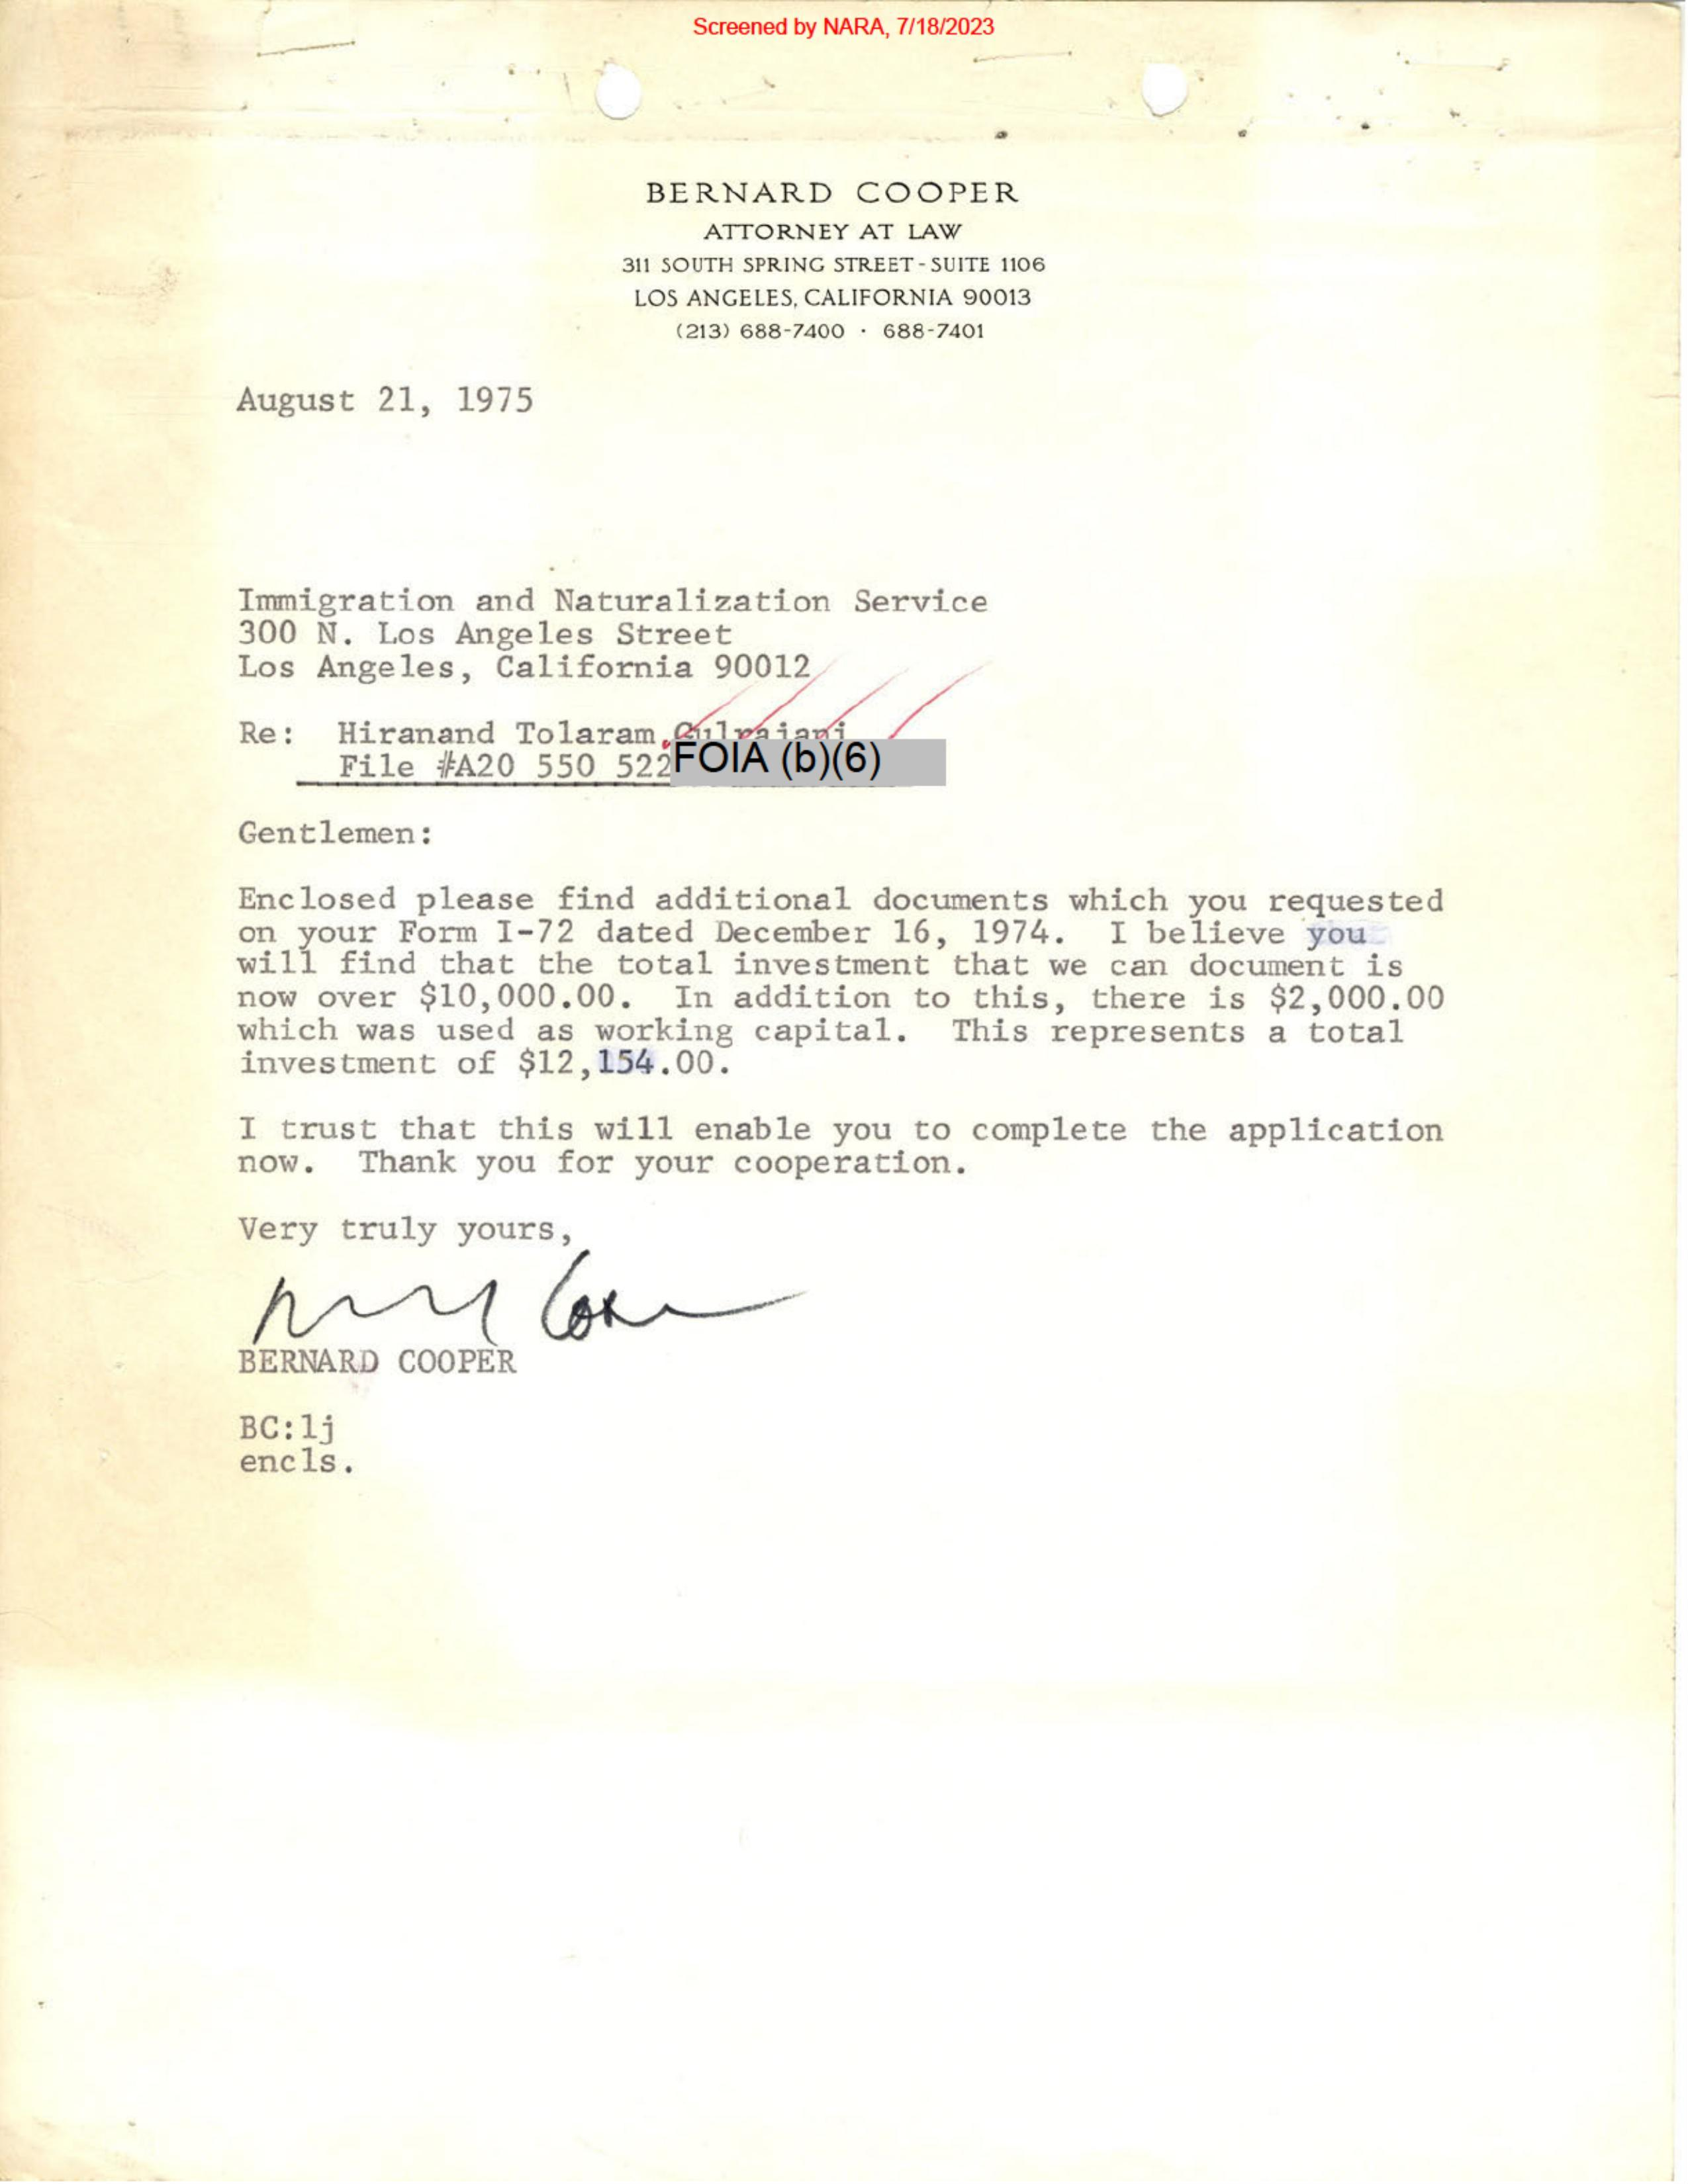 Screened by NARA, 7/18/2023
BERNARD COOPER
ATTORNEY AT LAW
311 SOUTH SPRING STREET - SUITE 1106
LOS ANGELES, CALIFORNIA 90013
(213) 688-7400 · 688-7401
August 21, 1975
Immigration and Naturalization Service
300 N. Los Angeles Street
Los Angeles, California 90012
Re: Hiranand Tolaram
File #A20 550 522 FOIA (b)(6)
Gentlemen:
Enclosed please find additional documents which you requested
on your Form I-72 dated December 16, 1974. I believe you
will find that the total investment that we can document is
now over $10,000.00. In addition to this, there is $2,000.00
which was used as working capital. This represents a total
investment of $12,154.00.
I trust that this will enable you to complete the application
now. Thank you for your cooperation.
Very truly yours,
BERNARD COOPER
BC:lj
encls.